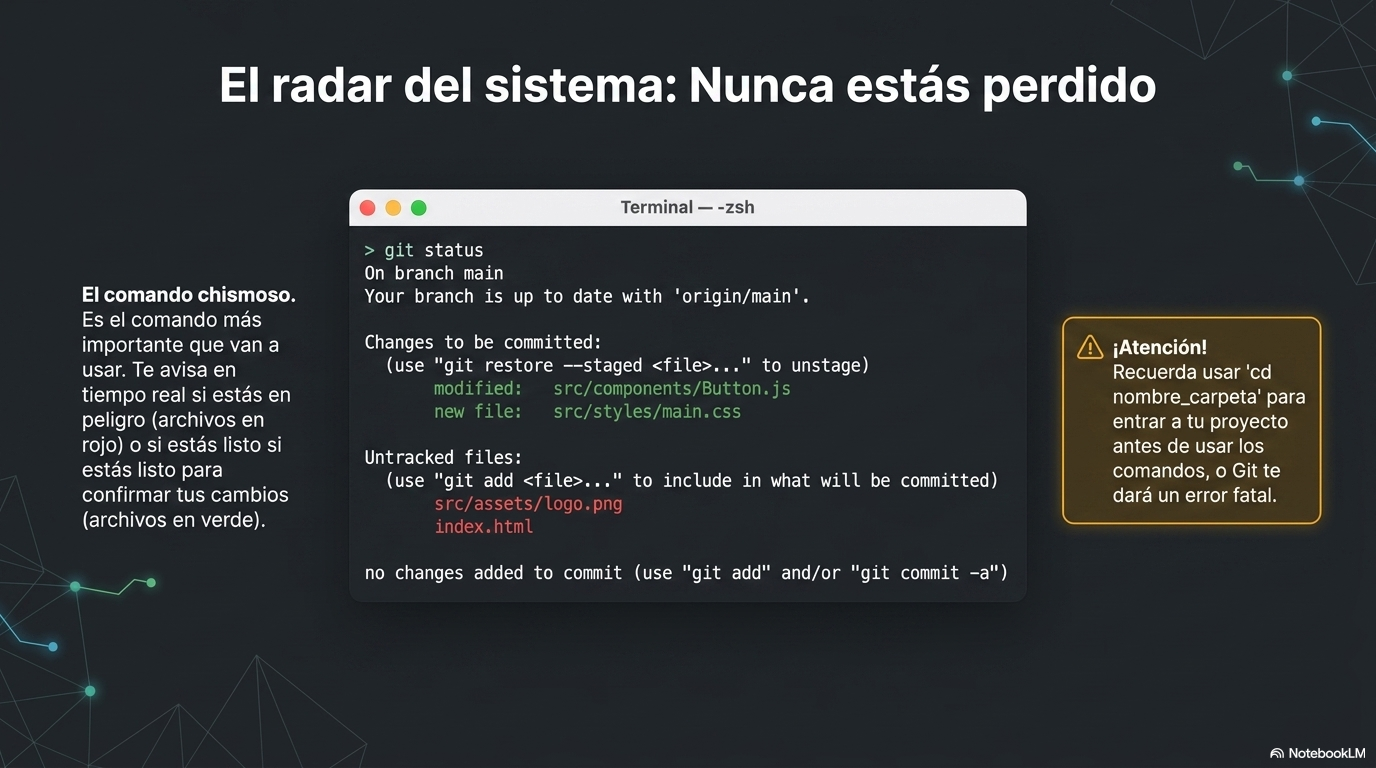 El radar del sistema: Nunca estás perdido
El comando chismoso.
Es el comando más
importante que van a
usar. Te avisa en
tiempo real si estás en
peligro (archivos en
rojo) o si estás listo si
estás listo para
confirmar tus cambios
(archivos en verde).
Terminal — -zsh
> git status
On branch main
Your branch is up to date with 'origin/main'.
Changes to be committed:
(use "git restore --staged <file>..." to unstage)
modified:   src/components/Button.js
new file:   src/styles/main.css
Untracked files:
(use "git add <file>..." to include in what will be committed)
src/assets/logo.png
index.html
no changes added to commit (use "git add" and/or "git commit -a")
¡Atención!
Recuerda usar 'cd
nombre_carpeta' para
entrar a tu proyecto
antes de usar los
comandos, o Git te
dará un error fatal.
NotebookLM